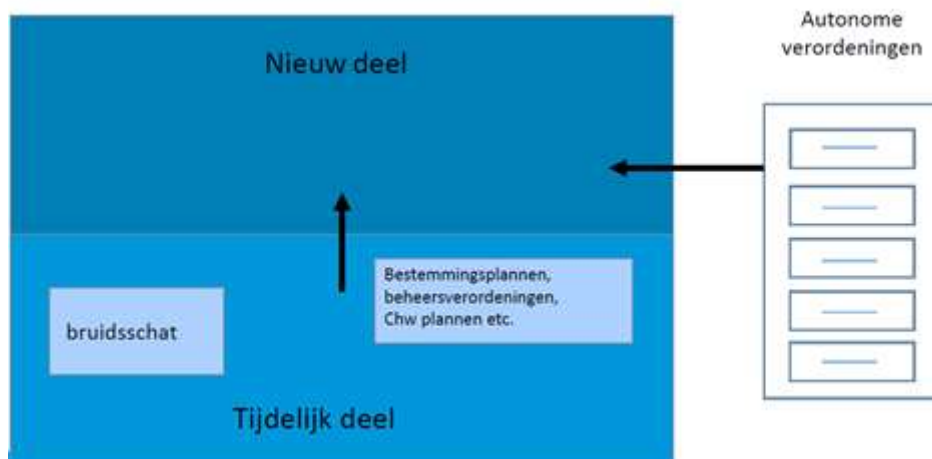 Autonome
verordeningen
Nieuw deel
Bestemmingsplannen,
beheersverordeningen,
Chw plannen etc.
bruidsschat
Tijdelijk deel